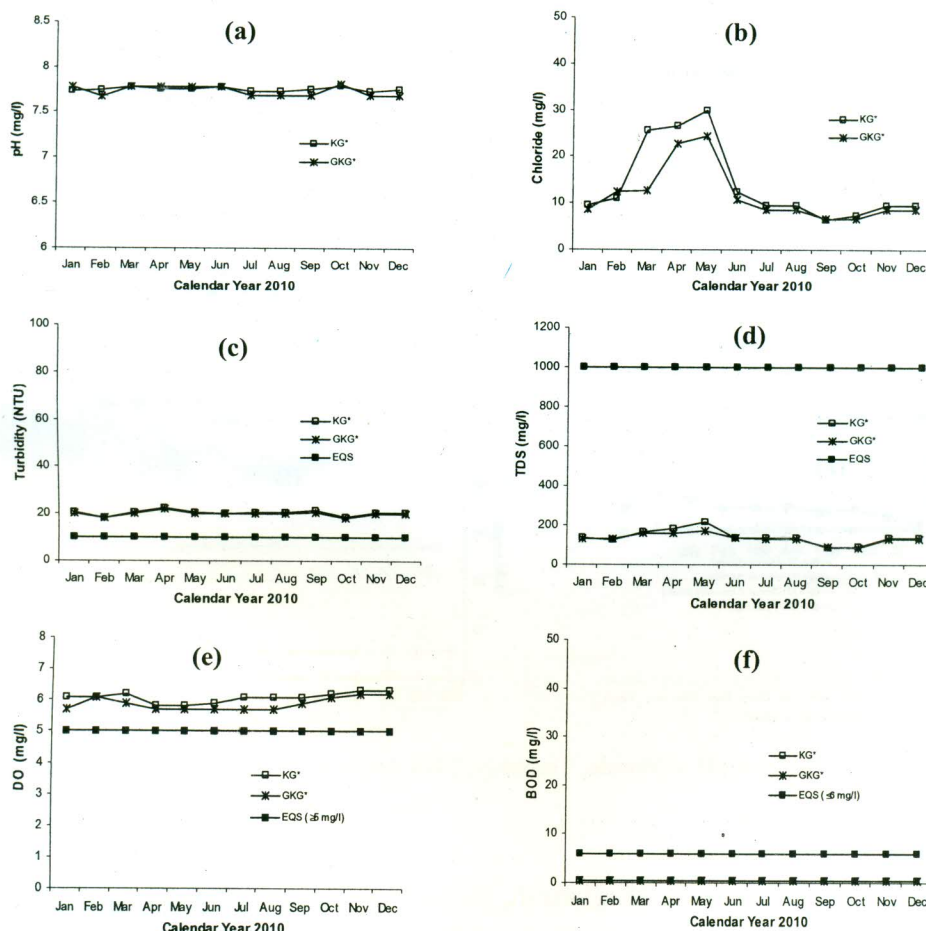 (a)
8.5
8
7.5
7
6.5
6
pH (mg/l)
KG*
GKG*
Jan Feb Mar Apr May Jun Jul Aug Sep Oct Nov Dec
Calendar Year 2010
(b)
50
40
30
20
10
0
Chloride (mg/l)
KG*
GKG*
Jan Feb Mar Apr May Jun Jul Aug Sep Oct Nov Dec
Calendar Year 2010
(c)
100
80
60
40
20
0
Turbidity (NTU)
KG*
GKG*
EQS
Jan Feb Mar Apr May Jun Jul Aug Sep Oct Nov Dec
Calendar Year 2010
(d)
1200
1000
800
600
400
200
0
TDS (mg/l)
KG*
GKG*
EQS
Jan Feb Mar Apr May Jun Jul Aug Sep Oct Nov Dec
Calendar Year 2010
(e)
8
7
6
5
4
3
2
1
0
DO (mg/l)
KG*
GKG*
EQS (≥5 mg/l)
Jan Feb Mar Apr May Jun Jul Aug Sep Oct Nov Dec
Calendar Year 2010
(f)
50
40
30
20
10
0
BOD (mg/l)
KG*
GKG*
EQS (≤6 mg/l)
Jan Feb Mar Apr May Jun Jul Aug Sep Oct Nov Dec
Calendar Year 2010